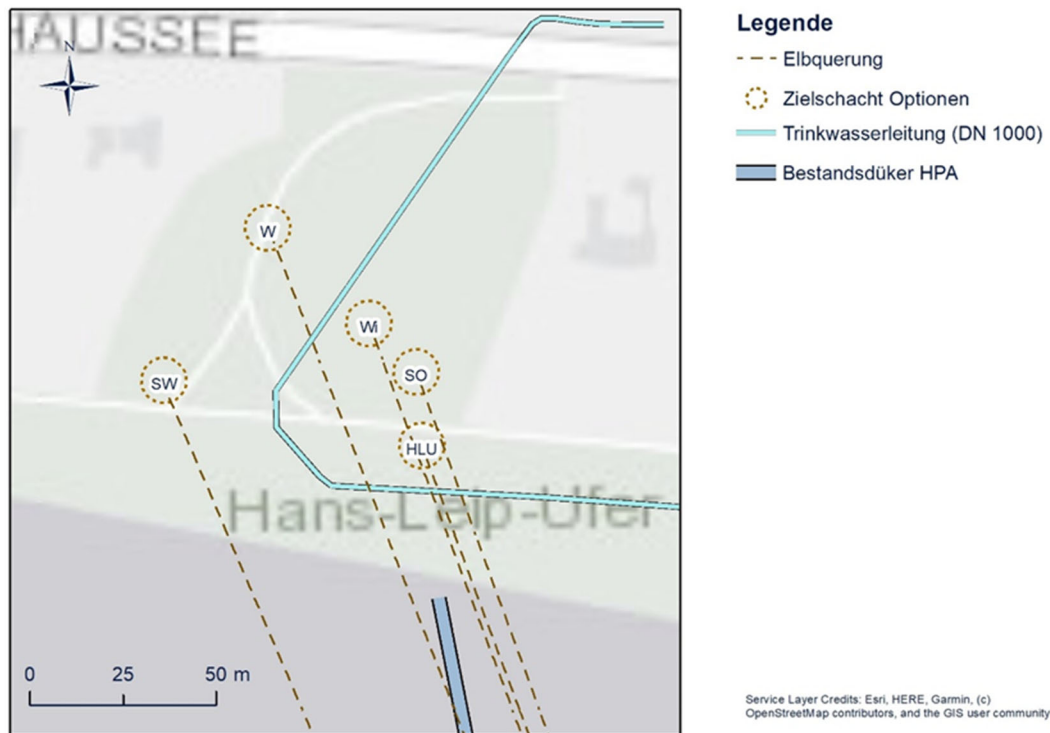 HAUSSEE
N
W
Wi
SO
SW
HLU
Hans-Leip-Ufer
0 25 50 m
Legende
Elbquerung
Zielschacht Optionen
Trinkwasserleitung (DN 1000)
Bestandsdüker HPA
Service Layer Credits: Esri, HERE, Garmin, (c)
OpenStreetMap contributors, and the GIS user community